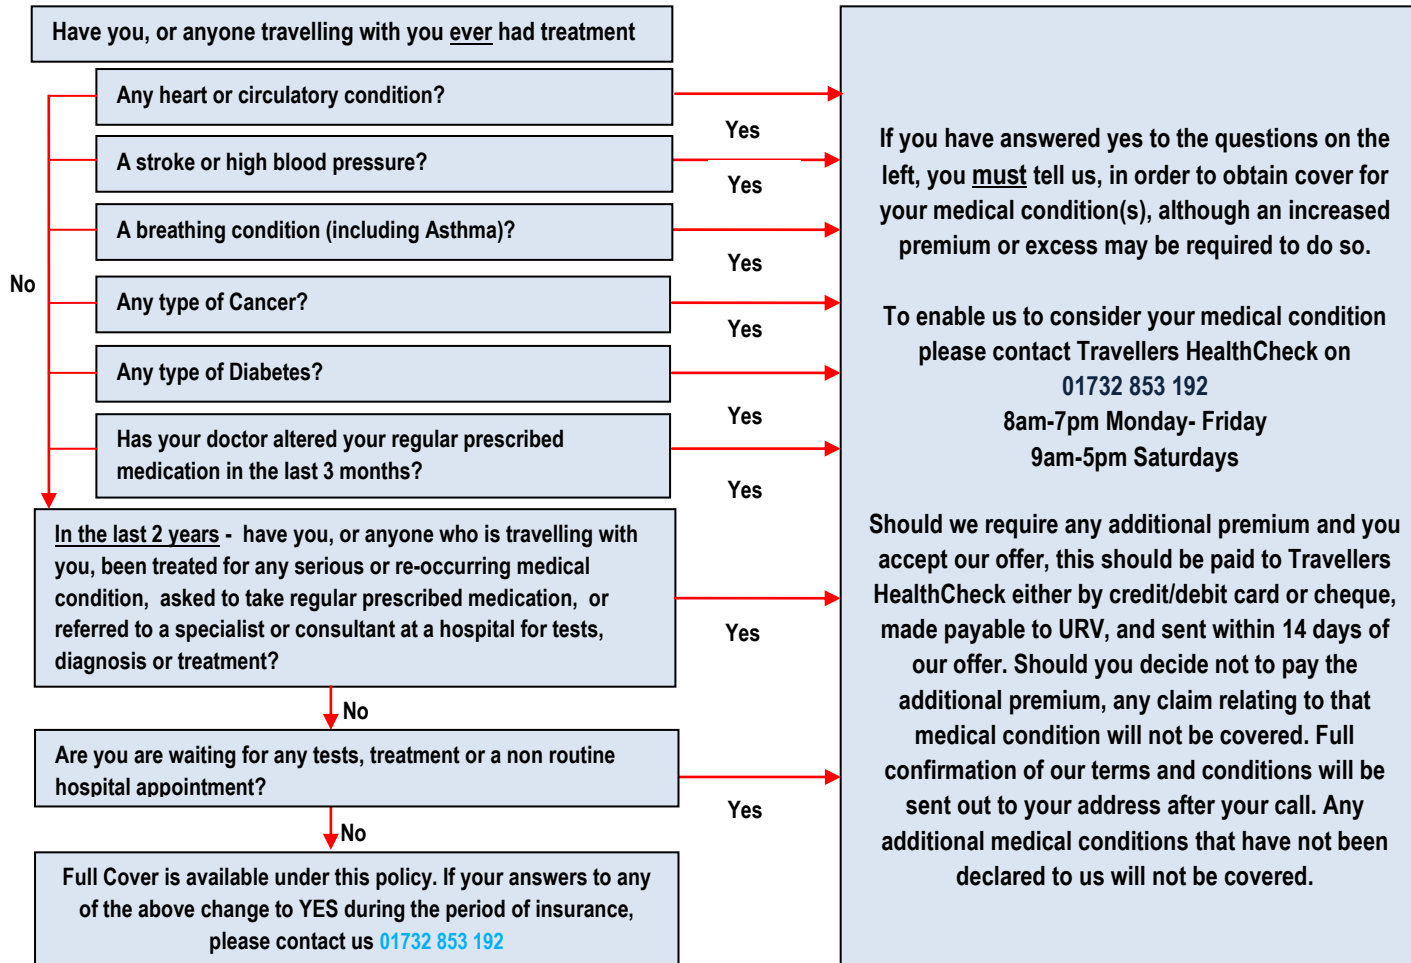 Have you, or anyone travelling with you ever had treatment
Any heart or circulatory condition?
Yes
A stroke or high blood pressure?
Yes
A breathing condition (including Asthma)?
Yes
No
Any type of Cancer?
Yes
Any type of Diabetes?
Yes
Has your doctor altered your regular prescribed
medication in the last 3 months?
Yes
In the last 2 years - have you, or anyone who is travelling with
you, been treated for any serious or re-occurring medical
condition, asked to take regular prescribed medication, or
referred to a specialist or consultant at a hospital for tests,
diagnosis or treatment?
Yes
No
Are you are waiting for any tests, treatment or a non routine
hospital appointment?
Yes
No
Full Cover is available under this policy. If your answers to any
of the above change to YES during the period of insurance,
please contact us 01732 853 192
If you have answered yes to the questions on the
left, you must tell us, in order to obtain cover for
your medical condition(s), although an increased
premium or excess may be required to do so.
To enable us to consider your medical condition
please contact Travellers HealthCheck on
01732 853 192
8am-7pm Monday- Friday
9am-5pm Saturdays
Should we require any additional premium and you
accept our offer, this should be paid to Travellers
HealthCheck either by credit/debit card or cheque,
made payable to URV, and sent within 14 days of
our offer. Should you decide not to pay the
additional premium, any claim relating to that
medical condition will not be covered. Full
confirmation of our terms and conditions will be
sent out to your address after your call. Any
additional medical conditions that have not been
declared to us will not be covered.